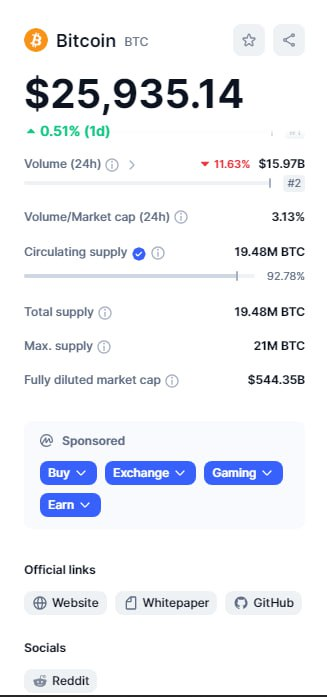 Bitcoin BTC
$25,935.14
0.51% (1d)
#1
Volume (24h) 11.63% $15.97B
#2
Volume/Market cap (24h) 3.13%
Circulating supply 19.48M BTC
92.78%
Total supply 19.48M BTC
Max. supply 21M BTC
Fully diluted market cap $544.35B
Sponsored
Buy Exchange Gaming
Earn
Official links
Website Whitepaper GitHub
Socials
Reddit